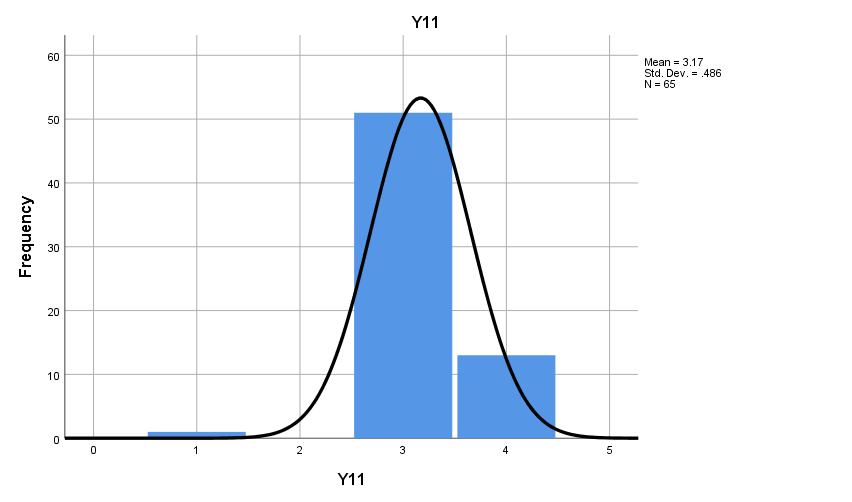 Y11
Mean = 3.17
Std. Dev. = .486
N = 65
60
50
40
30
20
10
0
Frequency
0 1 2 3 4 5
Y11